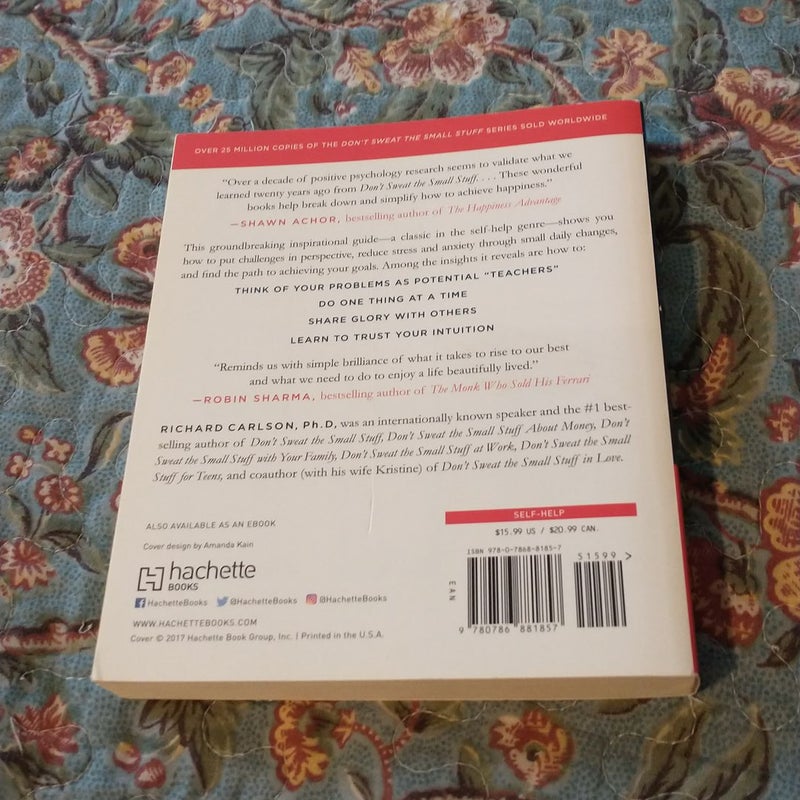 OVER 25 MILLION COPIES OF THE DON'T SWEAT THE SMALL STUFF SERIES SOLD WORLDWIDE
“Over a decade of positive psychology research seems to validate what we
learned twenty years ago from Don't Sweat the Small Stuff. . . . These wonderful
books help break down and simplify how to achieve happiness.”
—SHAWN ACHOR, bestselling author of The Happiness Advantage
This groundbreaking inspirational guide—a classic in the self-help genre—shows you
how to put challenges in perspective, reduce stress and anxiety through small daily changes,
and find the path to achieving your goals. Among the insights it reveals are how to:
THINK OF YOUR PROBLEMS AS POTENTIAL “TEACHERS”
DO ONE THING AT A TIME
SHARE GLORY WITH OTHERS
LEARN TO TRUST YOUR INTUITION
“Reminds us with simple brilliance of what it takes to rise to our best
and what we need to do to enjoy a life beautifully lived.”
—ROBIN SHARMA, bestselling author of The Monk Who Sold His Ferrari
RICHARD CARLSON, Ph.D, was an internationally known speaker and the #1 best-
selling author of Don't Sweat the Small Stuff, Don't Sweat the Small Stuff About Money, Don't
Sweat the Small Stuff with Your Family, Don't Sweat the Small Stuff at Work, Don't Sweat the Small
Stuff for Teens, and coauthor (with his wife Kristine) of Don't Sweat the Small Stuff in Love.
ALSO AVAILABLE AS AN EBOOK
Cover design by Amanda Kain
hachette
BOOKS
HachetteBooks @HachetteBooks @HachetteBooks
WWW.HACHETTEBOOKS.COM
Cover © 2017 Hachette Book Group, Inc. | Printed in the U.S.A.
SELF-HELP
$15.99 US / $20.99 CAN.
ISBN 978-0-7868-8185-7
51599 >
EAN
9 780786 881857